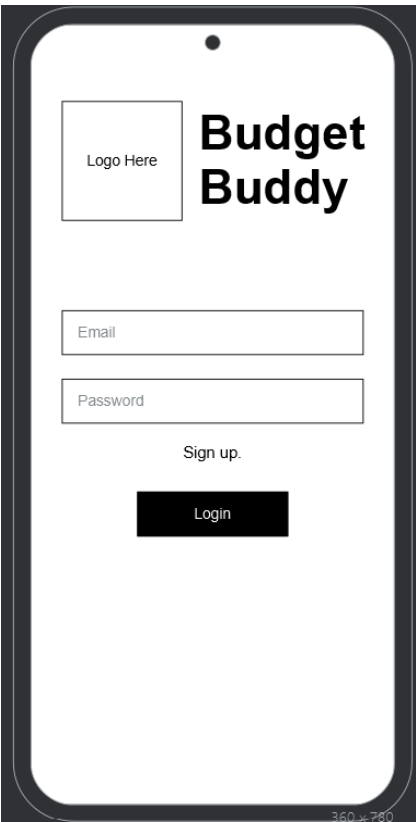 Logo Here
Budget
Buddy
Email
Password
Sign up.
Login
360 x 780